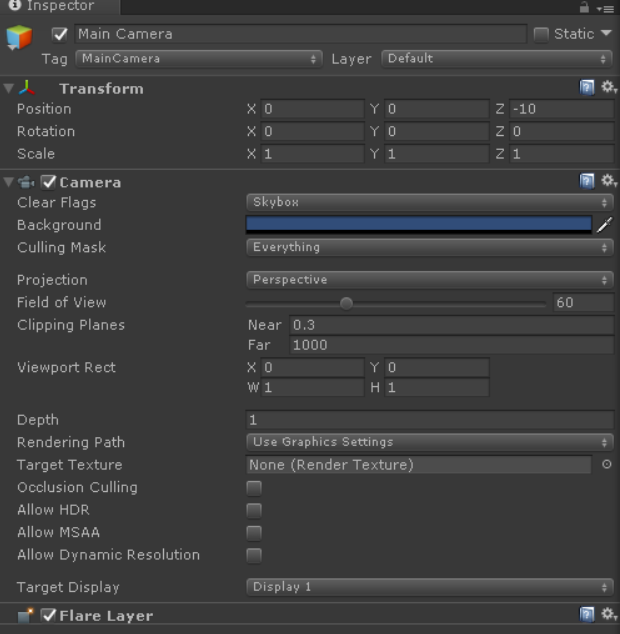 Inspector
Main Camera Static
Tag MainCamera Layer Default
Transform
Position X 0 Y 0 Z -10
Rotation X 0 Y 0 Z 0
Scale X 1 Y 1 Z 1
Camera
Clear Flags Skybox
Background
Culling Mask Everything
Projection Perspective
Field of View 60
Clipping Planes Near 0.3
Far 1000
Viewport Rect X 0 Y 0
W 1 H 1
Depth 1
Rendering Path Use Graphics Settings
Target Texture None (Render Texture)
Occlusion Culling
Allow HDR
Allow MSAA
Allow Dynamic Resolution
Target Display Display 1
Flare Layer